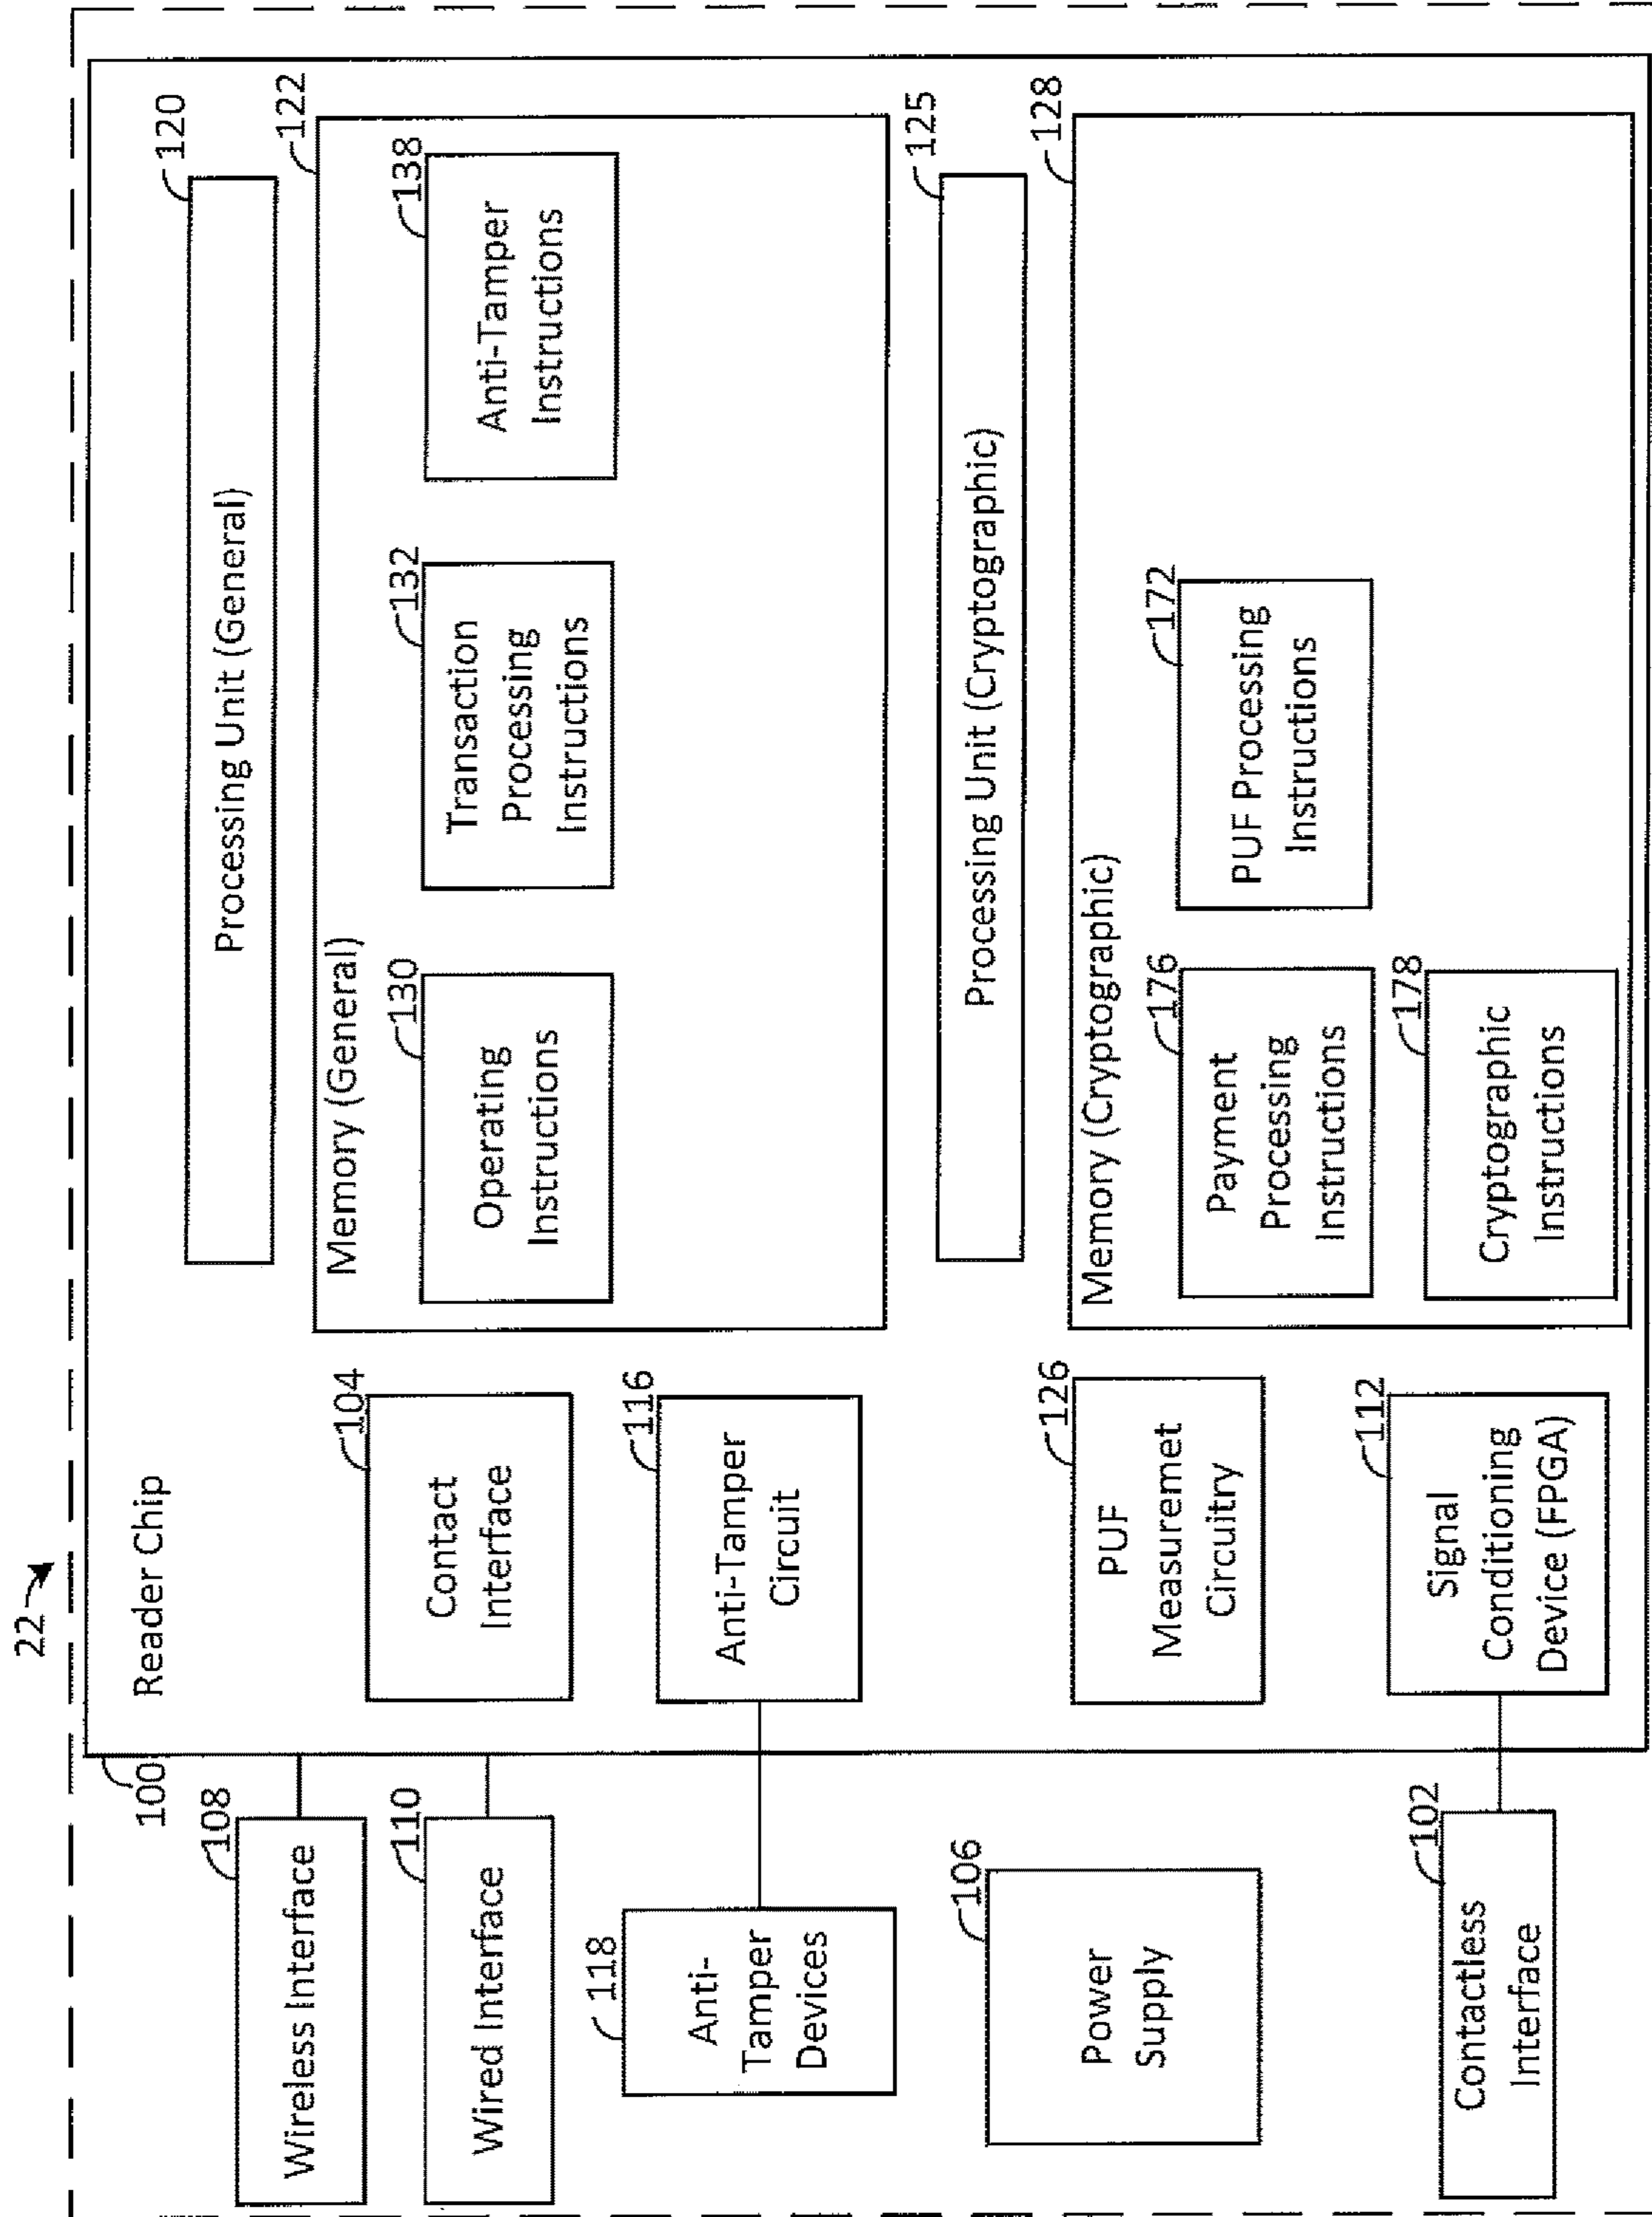 22
100
Reader Chip
108
Wireless Interface
110
Wired Interface
118
Anti-
Tamper
Devices
106
Power
Supply
102
Contactless
Interface
104
Contact
Interface
116
Anti-Tamper
Circuit
126
PUF
Measuremet
Circuitry
112
Signal
Conditioning
Device (FPGA)
120
Processing Unit (General)
122
Memory (General)
130
Operating
Instructions
132
Transaction
Processing
Instructions
138
Anti-Tamper
Instructions
125
Processing Unit (Cryptographic)
128
Memory (Cryptographic)
176
Payment
Processing
Instructions
172
PUF Processing
Instructions
178
Cryptographic
Instructions